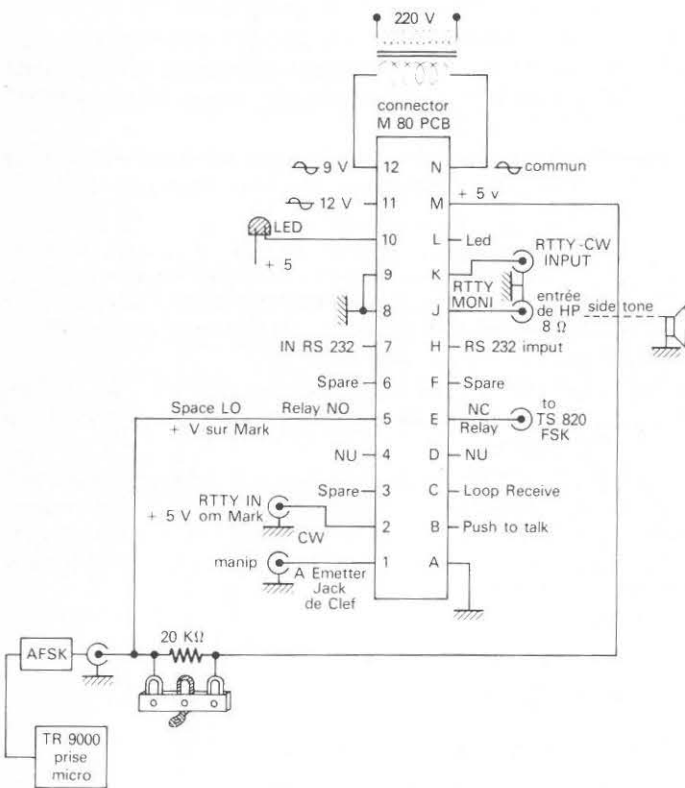 220 V
connector
M 80 PCB
9 V 12 N commun
12 V 11 M + 5 v
LED 10 L Led
+ 5
9 K RTTY-CW
INPUT
RTTY
MONI
8 J entrée
de HP
8 Ω
side tone
IN RS 232 7 H RS 232 imput
Spare 6 F Spare
Space LO Relay NO 5 E NC
Relay
+ V sur Mark
to
TS 820
FSK
NU 4 D NU
Spare 3 C Loop Receive
RTTY IN
+ 5 V om Mark
CW
2 B Push to talk
manip 1 A
A Emetter
Jack
de Clef
20 KΩ
AFSK
TR 9000
prise
micro